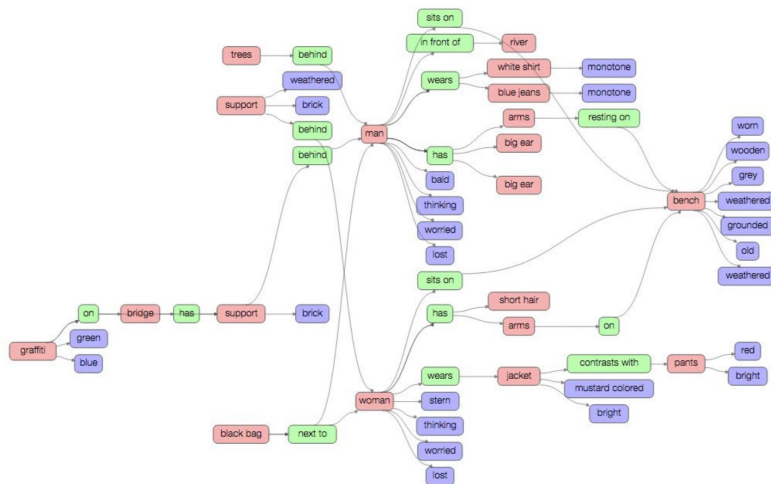 sits on
trees
behind
in front of
river
weathered
white shirt
monotone
wears
support
brick
blue jeans
monotone
behind
man
arms
resting on
behind
has
big ear
worn
bald
big ear
wooden
thinking
grey
worried
bench
weathered
lost
grounded
old
sits on
weathered
short hair
on
bridge
has
support
brick
has
arms
on
green
graffiti
blue
contrasts with
pants
red
wears
jacket
mustard colored
bright
woman
stern
bright
black bag
next to
thinking
worried
lost